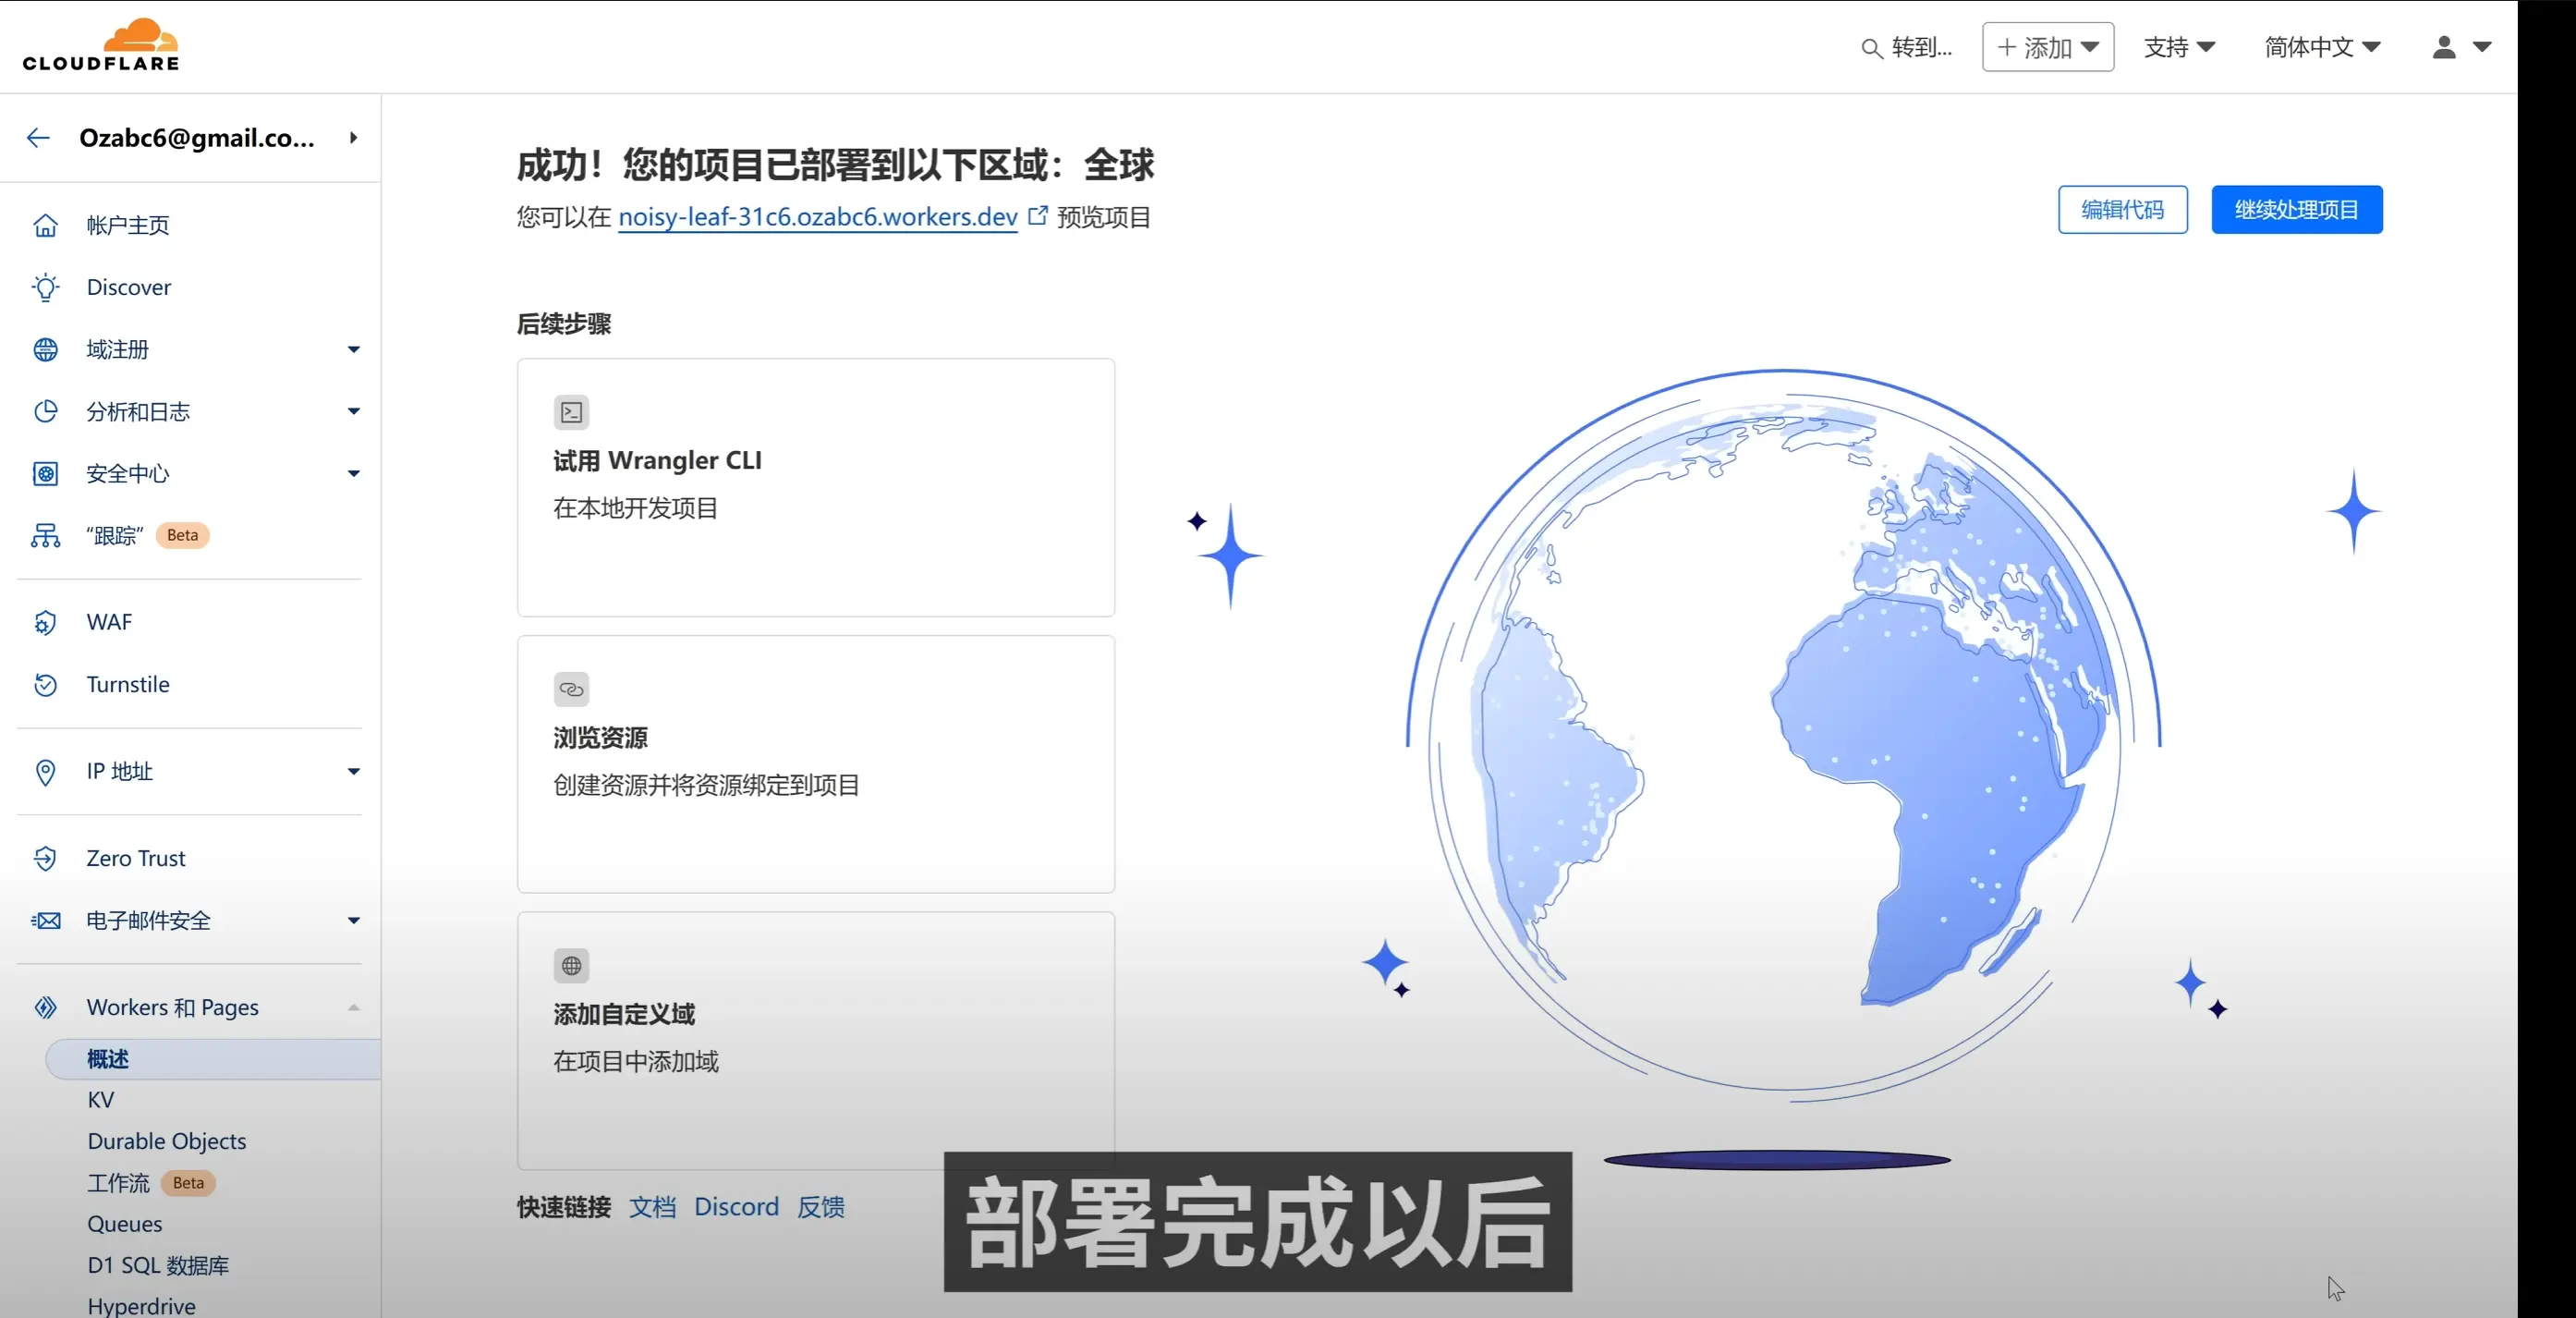 CLOUDFLARE
转到...
添加
支持
简体中文
Ozabc6@gmail.co...
帐户主页
Discover
域注册
分析和日志
安全中心
“跟踪” Beta
WAF
Turnstile
IP 地址
Zero Trust
电子邮件安全
Workers 和 Pages
概述
KV
Durable Objects
工作流 Beta
Queues
D1 SQL 数据库
Hyperdrive
成功！您的项目已部署到以下区域：全球
您可以在 noisy-leaf-31c6.ozabc6.workers.dev 预览项目
编辑代码
继续处理项目
后续步骤
试用 Wrangler CLI
在本地开发项目
浏览资源
创建资源并将资源绑定到项目
添加自定义域
在项目中添加域
快速链接 文档 Discord 反馈
部署完成以后